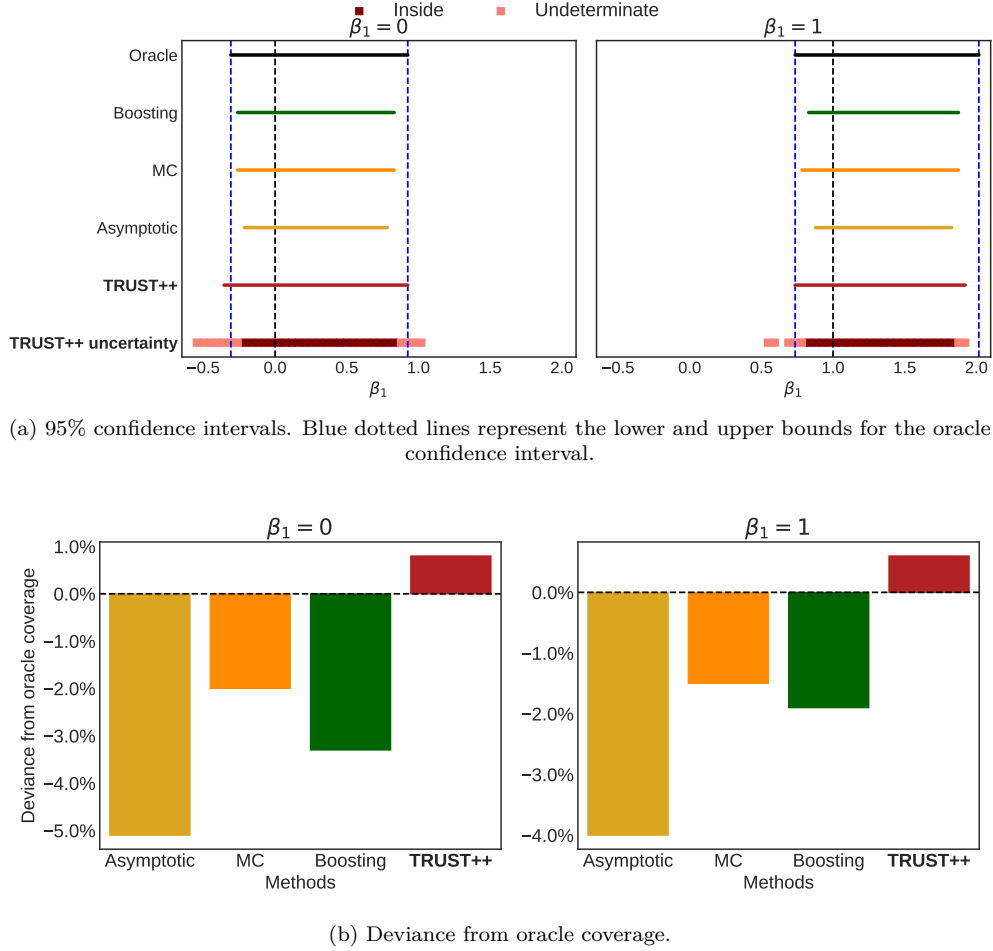 Inside Undeterminate
β₁ = 0 β₁ = 1
Oracle
Boosting
MC
Asymptotic
TRUST++
TRUST++ uncertainty
−0.5 0.0 0.5 1.0 1.5 2.0 −0.5 0.0 0.5 1.0 1.5 2.0
β₁ β₁
(a) 95% confidence intervals. Blue dotted lines represent the lower and upper bounds for the oracle
confidence interval.
β₁ = 0 β₁ = 1
Deviance from oracle coverage
1.0%
0.0%
−1.0%
−2.0%
−3.0%
−4.0%
−5.0%
0.0%
−1.0%
−2.0%
−3.0%
−4.0%
Asymptotic MC Boosting TRUST++ Asymptotic MC Boosting TRUST++
Methods Methods
(b) Deviance from oracle coverage.